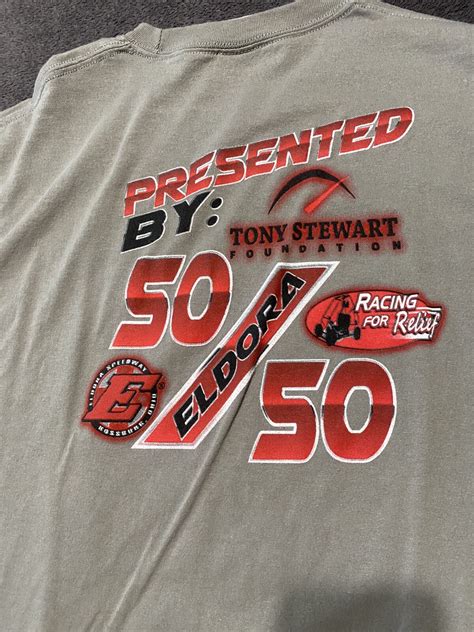 PRESENTED
BY:
TONY STEWART
FOUNDATION
50
ELDORA
RACING
FOR Relief
ELDORA SPEEDWAY
E®
ROSSBURG, OHIO
50